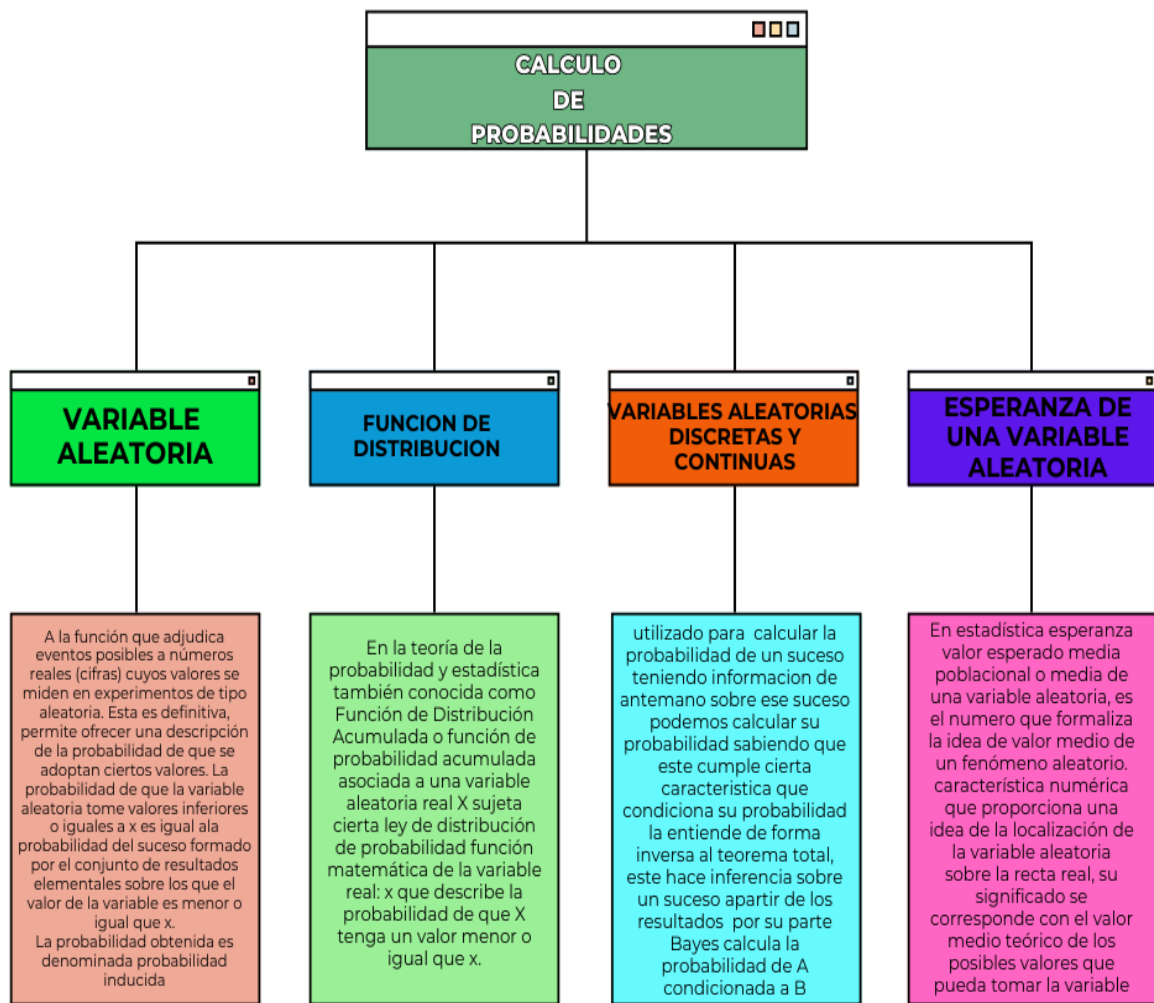 CALCULO
DE
PROBABILIDADES
VARIABLE
ALEATORIA
A la función que adjudica
eventos posibles a números
reales (cifras) cuyos valores se
miden en experimentos de tipo
aleatoria. Esta es definitiva,
permite ofrecer una descripción
de la probabilidad de que se
adoptan ciertos valores. La
probabilidad de que la variable
aleatoria tome valores inferiores
o iguales a x es igual ala
probabilidad del suceso formado
por el conjunto de resultados
elementales sobre los que el
valor de la variable es menor o
igual que x.
La probabilidad obtenida es
denominada probabilidad
inducida
FUNCION DE
DISTRIBUCION
En la teoría de la
probabilidad y estadística
también conocida como
Función de Distribución
Acumulada o función de
probabilidad acumulada
asociada a una variable
aleatoria real X sujeta
cierta ley de distribución
de probabilidad función
matemática de la variable
real: x que describe la
probabilidad de que X
tenga un valor menor o
igual que x.
VARIABLES ALEATORIAS
DISCRETAS Y
CONTINUAS
utilizado para calcular la
probabilidad de un suceso
teniendo informacion de
antemano sobre ese suceso
podemos calcular su
probabilidad sabiendo que
este cumple cierta
caracteristica que
condiciona su probabilidad
la entiende de forma
inversa al teorema total,
este hace inferencia sobre
un suceso apartir de los
resultados por su parte
Bayes calcula la
probabilidad de A
condicionada a B
ESPERANZA DE
UNA VARIABLE
ALEATORIA
En estadística esperanza
valor esperado media
poblacional o media de
una variable aleatoria, es
el numero que formaliza
la idea de valor medio de
un fenómeno aleatorio.
característica numérica
que proporciona una
idea de la localización de
la variable aleatoria
sobre la recta real, su
significado se
corresponde con el valor
medio teórico de los
posibles valores que
pueda tomar la variable